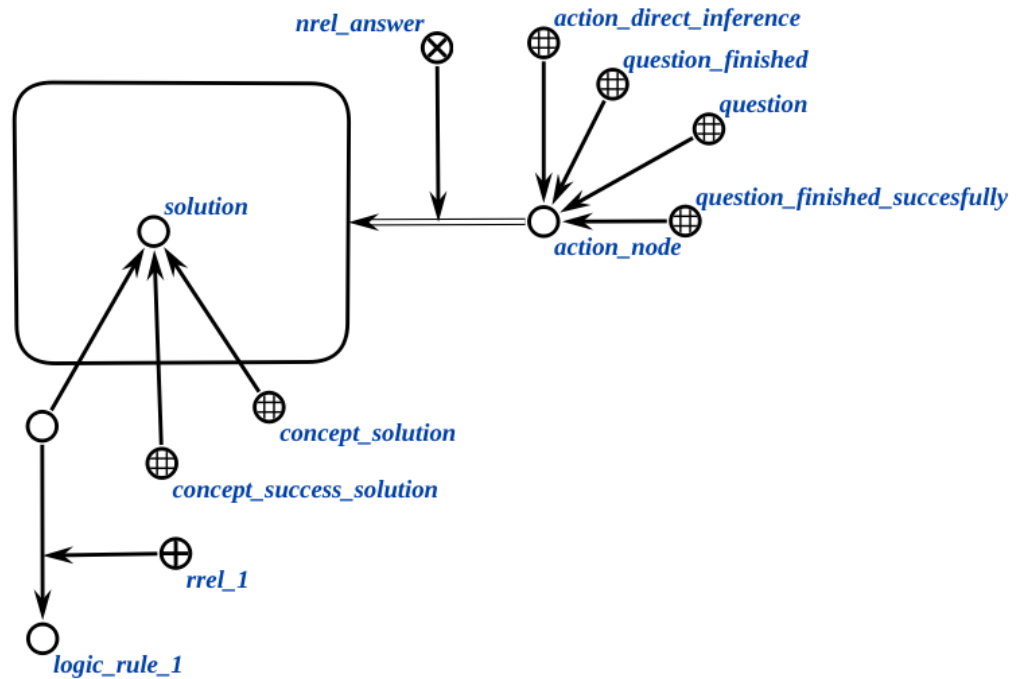 nrel_answer
action_direct_inference
question_finished
question
question_finished_succesfully
solution
action_node
concept_solution
concept_success_solution
rrel_1
logic_rule_1